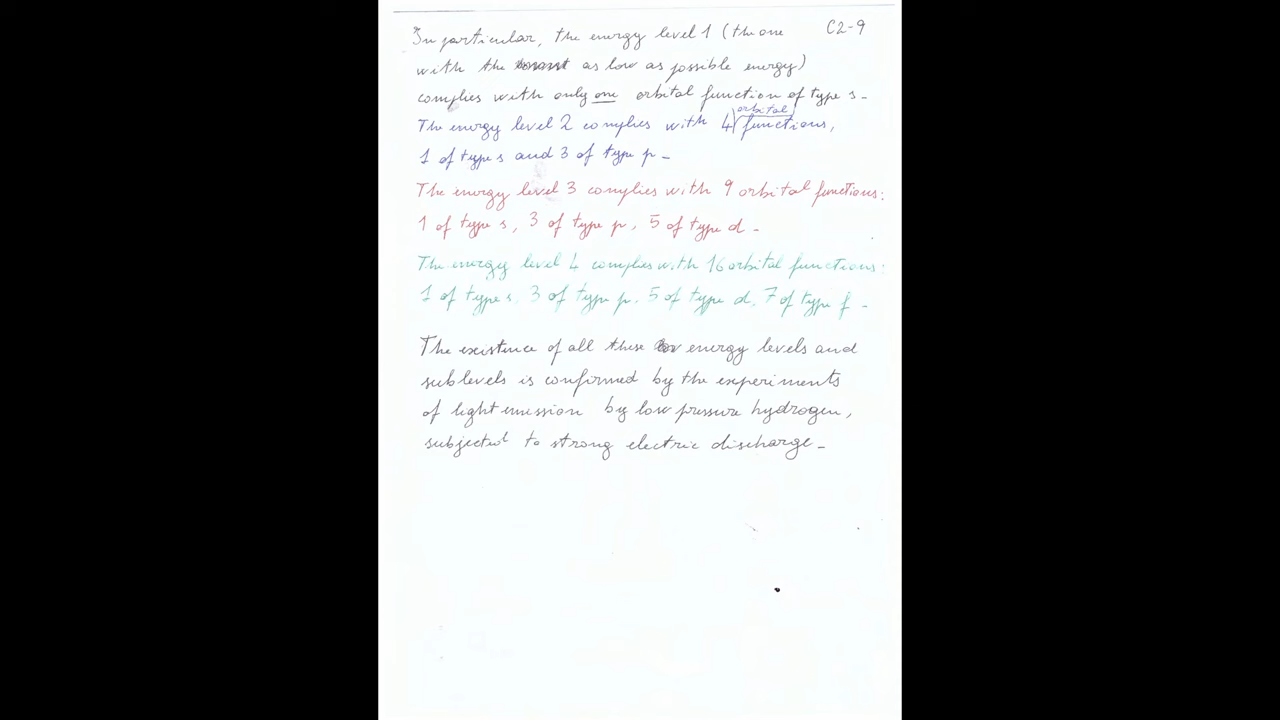 In particular, the energy level 1 (the one C2-9
with the as low as possible energy)
complies with only one orbital function of type s-
The energy level 2 complies with 4 orbital functions,
1 of type s and 3 of type p-
The energy level 3 complies with 9 orbital functions:
1 of type s, 3 of type p, 5 of type d-
The energy level 4 complies with 16 orbital functions:
1 of type s, 3 of type p, 5 of type d, 7 of type f-
The existence of all these energy levels and
sublevels is confirmed by the experiments
of light emission by low pressure hydrogen,
subjected to strong electric discharge-